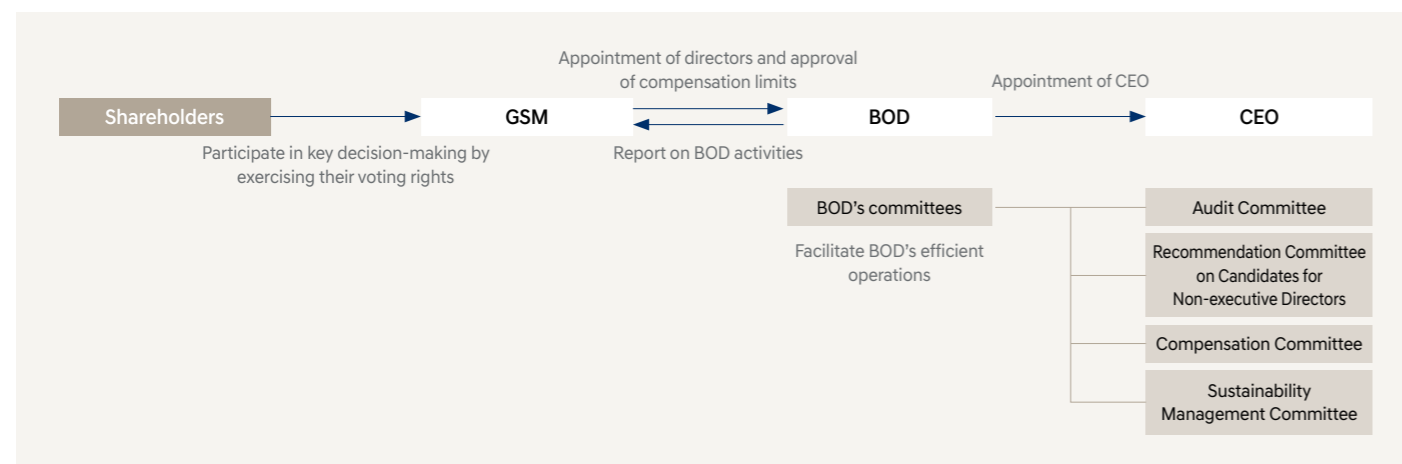 Appointment of directors and approval
of compensation limits
Appointment of CEO
Shareholders
GSM
BOD
CEO
Participate in key decision-making by
exercising their voting rights
Report on BOD activities
BOD's committees
Facilitate BOD's efficient
operations
Audit Committee
Recommendation Committee
on Candidates for
Non-executive Directors
Compensation Committee
Sustainability
Management Committee